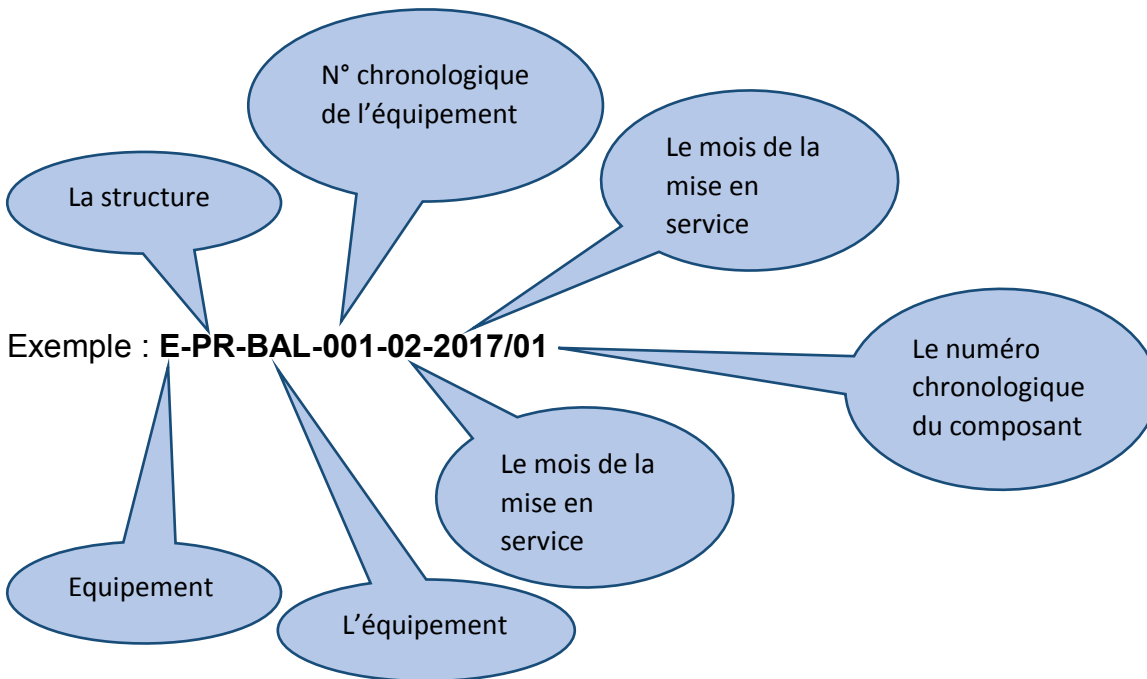 N° chronologique
de l’équipement
Le mois de la
mise en
service
La structure
Exemple : E-PR-BAL-001-02-2017/01
Le numéro
chronologique
du composant
Le mois de la
mise en
service
Equipement
L’équipement